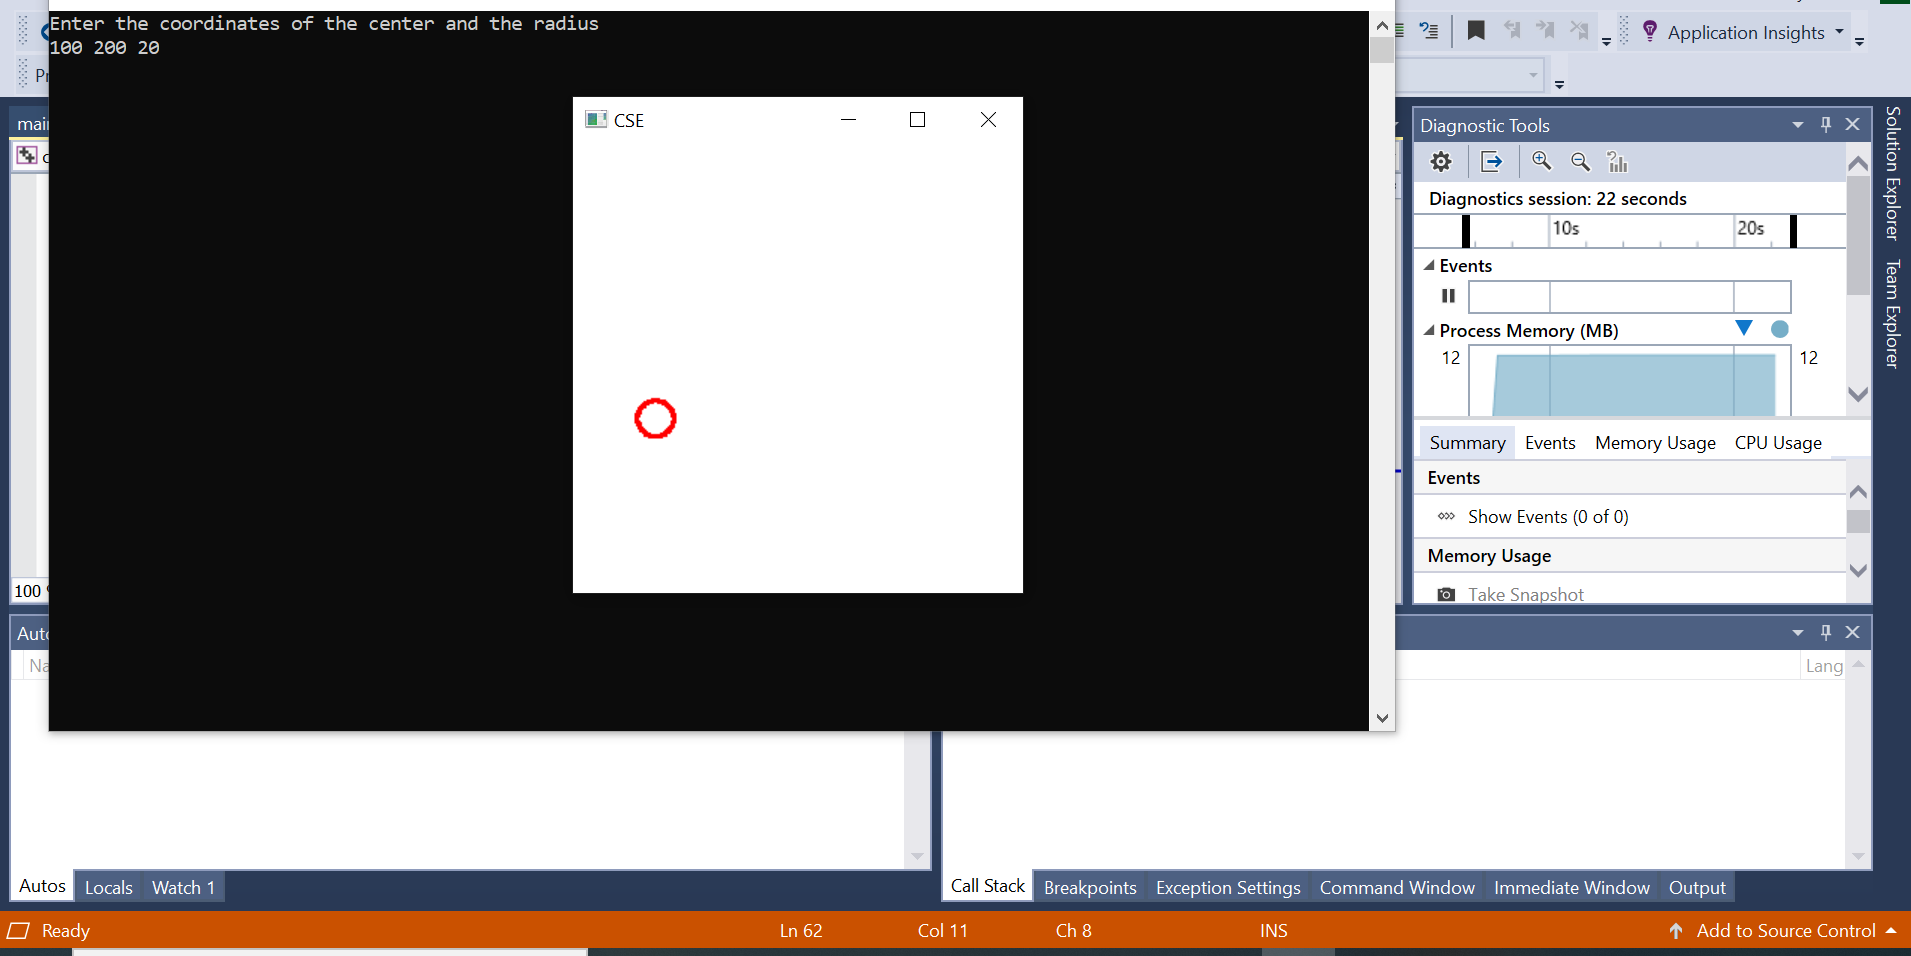 Enter the coordinates of the center and the radius
100 200 20
Application Insights
CSE
Diagnostic Tools
Diagnostics session: 22 seconds
10s 20s
Events
Process Memory (MB)
12 12
Summary Events Memory Usage CPU Usage
Events
Show Events (0 of 0)
Memory Usage
Take Snapshot
100
Solution Explorer
Team Explorer
Lang
Autos Locals Watch 1
Call Stack Breakpoints Exception Settings Command Window Immediate Window Output
Ready Ln 62 Col 11 Ch 8 INS Add to Source Control